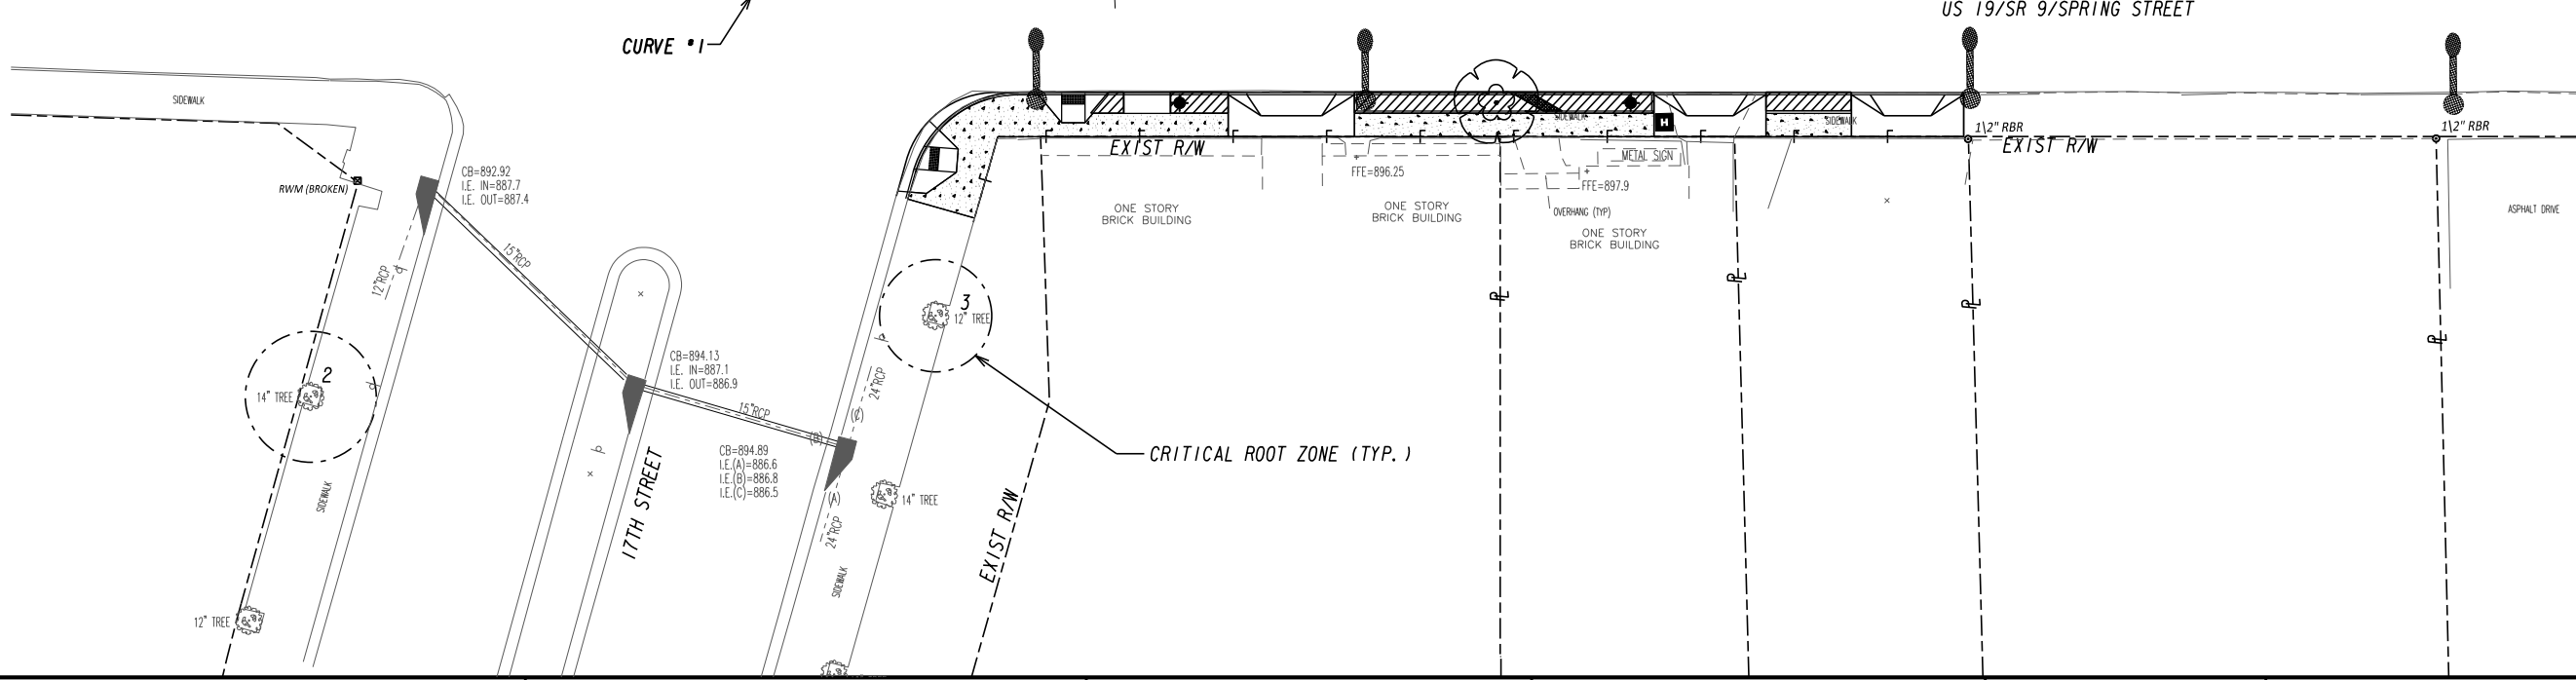 US 19/SR 9/SPRING STREET
CURVE #1
SIDEWALK
RWM (BROKEN)
CB=892.92
I.E. IN=887.7
I.E. OUT=887.4
12"RCP
15"RCP
EXIST R/W
FFE=896.25
SIDEWALK
H
METAL SIGN
FFE=897.9
OVERHANG (TYP)
SIDEWALK
1\2" RBR
EXIST R/W
1\2" RBR
ONE STORY
BRICK BUILDING
ONE STORY
BRICK BUILDING
ONE STORY
BRICK BUILDING
ASPHALT DRIVE
PL
PL
PL
PL
3
12" TREE
2
14" TREE
CB=894.13
I.E. IN=887.1
I.E. OUT=886.9
15"RCP
24"RCP
(B)
(C)
CB=894.89
I.E.(A)=886.6
I.E.(B)=886.8
I.E.(C)=886.5
(A)
24"RCP
14" TREE
CRITICAL ROOT ZONE (TYP.)
17TH STREET
EXIST R/W
SIDEWALK
SIDEWALK
12" TREE